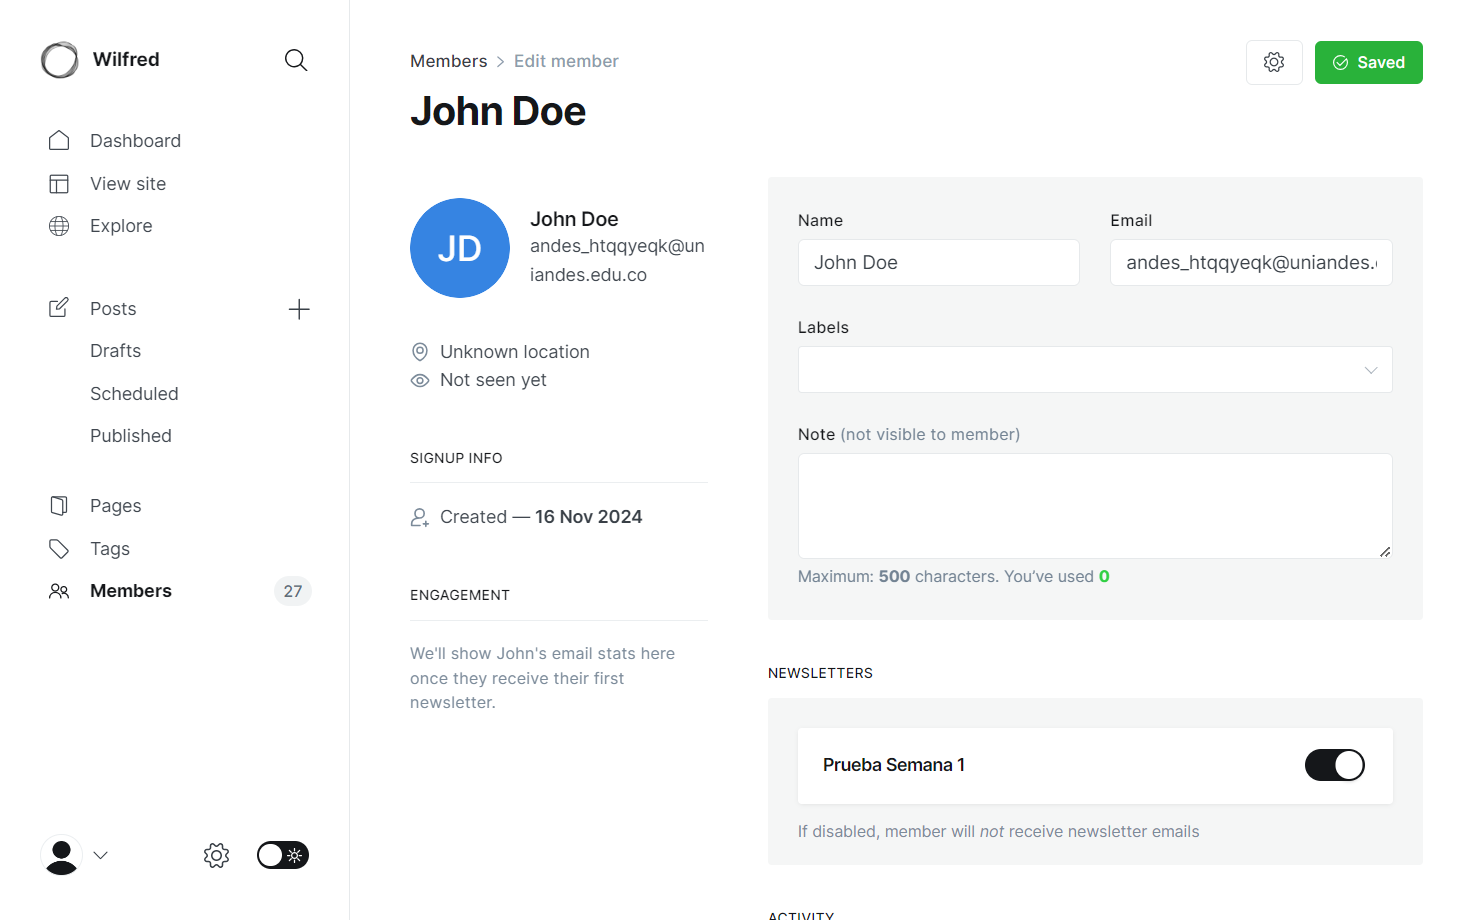 Wilfred
Dashboard
View site
Explore
Posts
Drafts
Scheduled
Published
Pages
Tags
Members
27
Members > Edit member
Saved
John Doe
JD
John Doe
andes_htqqyeqk@un
iandes.edu.co
Unknown location
Not seen yet
SIGNUP INFO
Created — 16 Nov 2024
ENGAGEMENT
We'll show John's email stats here
once they receive their first
newsletter.
Name
John Doe
Email
andes_htqqyeqk@uniandes.
Labels
Note (not visible to member)
Maximum: 500 characters. You've used 0
NEWSLETTERS
Prueba Semana 1
If disabled, member will not receive newsletter emails
ACTIVITY